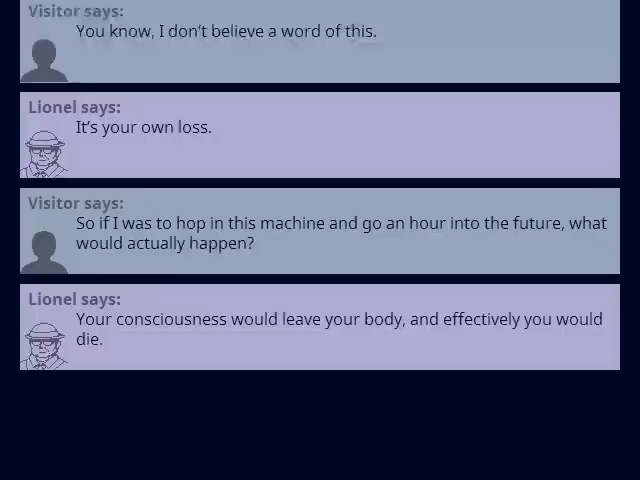 Visitor says:
You know, I don’t believe a word of this.
Lionel says:
It’s your own loss.
Visitor says:
So if I was to hop in this machine and go an hour into the future, what
would actually happen?
Lionel says:
Your consciousness would leave your body, and effectively you would
die.